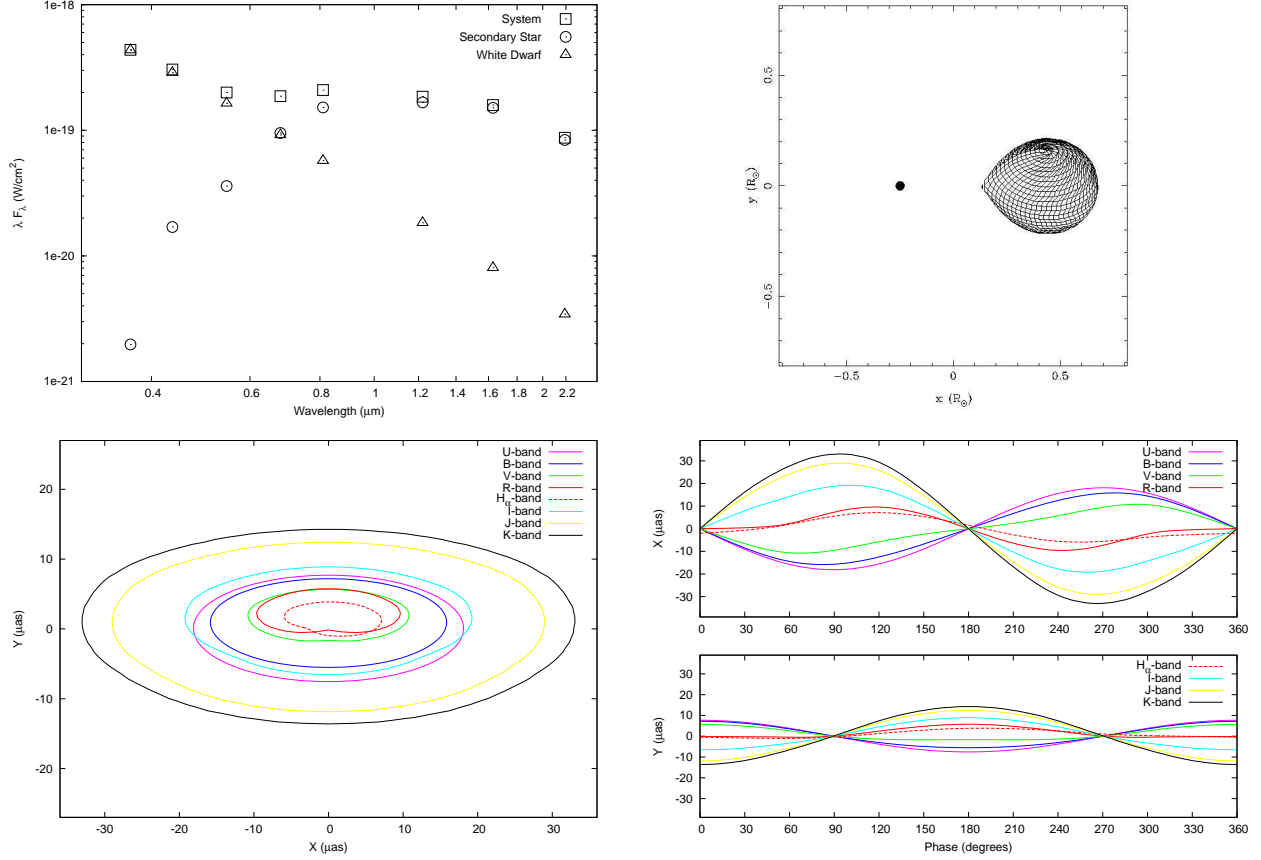 1e-18
1e-19
1e-20
1e-21
λ Fλ (W/cm²)
System
Secondary Star
White Dwarf
0.4 0.6 0.8 1 1.2 1.4 1.6 1.8 2 2.2
Wavelength (μm)
0.5
0
−0.5
y (R☉)
−0.5 0 0.5
x (R☉)
20
10
0
-10
-20
Y (μas)
U-band
B-band
V-band
R-band
Hα-band
I-band
J-band
K-band
-30 -20 -10 0 10 20 30
X (μas)
30
20
10
0
-10
-20
-30
X (μas)
U-band
B-band
V-band
R-band
0 30 60 90 120 150 180 210 240 270 300 330 360
30
20
10
0
-10
-20
-30
Y (μas)
Hα-band
I-band
J-band
K-band
0 30 60 90 120 150 180 210 240 270 300 330 360
Phase (degrees)